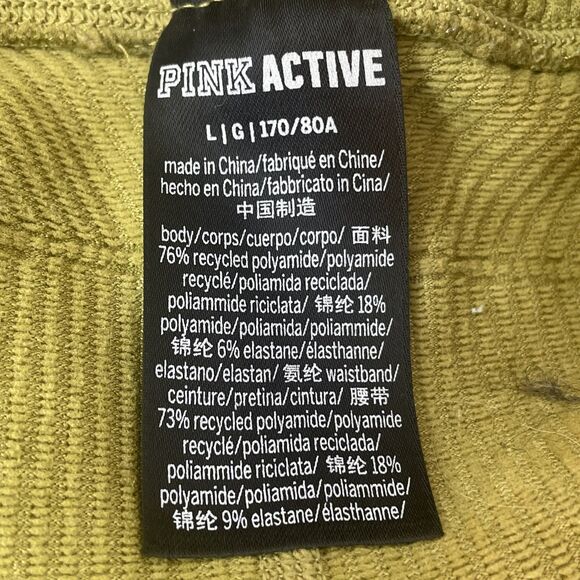 PINK ACTIVE
L | G | 170/80A
made in China/fabriqué en Chine/
hecho en China/fabbricato in Cina/
中国制造
body/corps/cuerpo/corpo/ 面料
76% recycled polyamide/polyamide
recyclé/poliamida reciclada/
poliammide riciclata/ 锦纶 18%
polyamide/poliamida/poliammide/
锦纶 6% elastane/élasthanne/
elastano/elastan/ 氨纶 waistband/
ceinture/pretina/cintura/ 腰带
73% recycled polyamide/polyamide
recyclé/poliamida reciclada/
poliammide riciclata/ 锦纶 18%
polyamide/poliamida/poliammide/
锦纶 9% elastane/élasthanne/